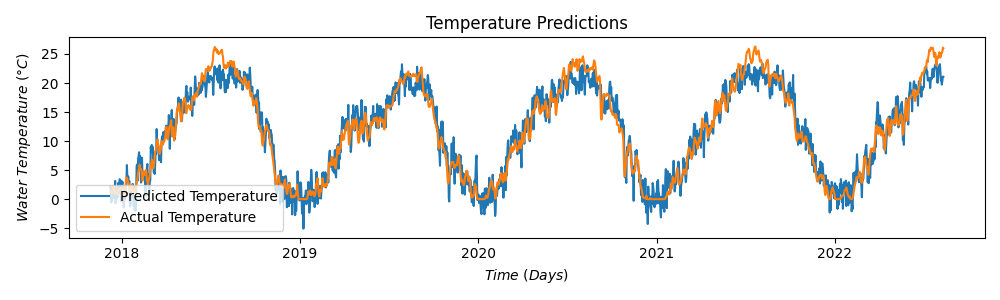 Temperature Predictions
Water Temperature (°C)
25
20
15
10
5
0
−5
Predicted Temperature
Actual Temperature
2018 2019 2020 2021 2022
Time (Days)